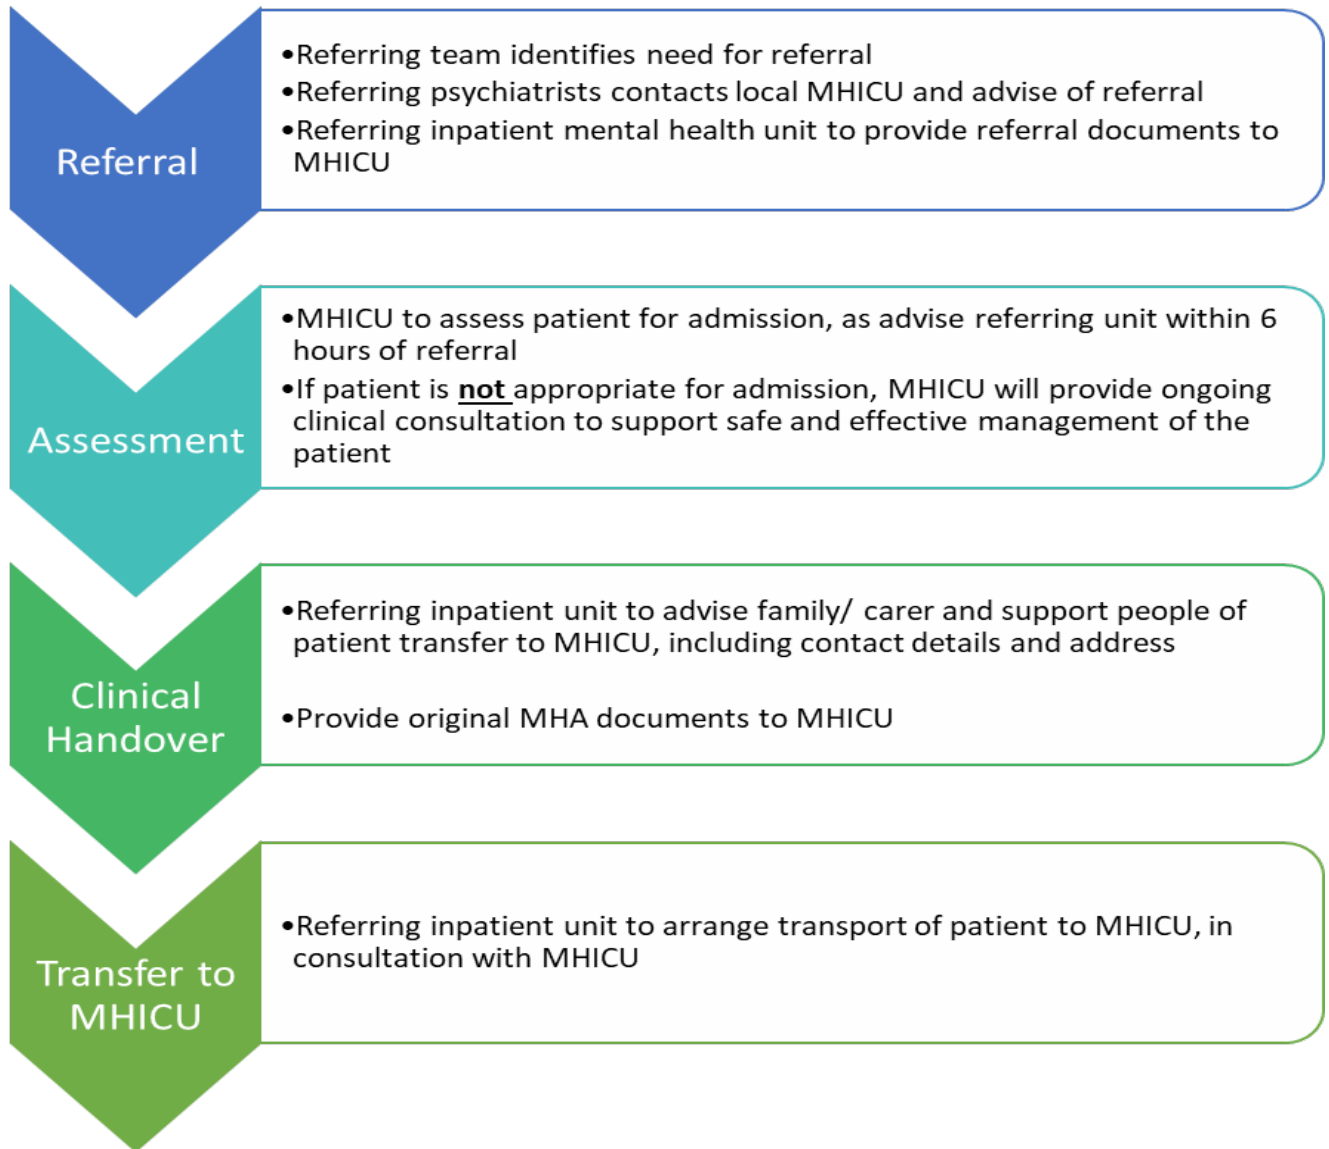 Referral
•Referring team identifies need for referral
•Referring psychiatrists contacts local MHICU and advise of referral
•Referring inpatient mental health unit to provide referral documents to
MHICU
Assessment
•MHICU to assess patient for admission, as advise referring unit within 6
hours of referral
•If patient is not appropriate for admission, MHICU will provide ongoing
clinical consultation to support safe and effective management of the
patient
Clinical
Handover
•Referring inpatient unit to advise family/ carer and support people of
patient transfer to MHICU, including contact details and address
•Provide original MHA documents to MHICU
Transfer to
MHICU
•Referring inpatient unit to arrange transport of patient to MHICU, in
consultation with MHICU